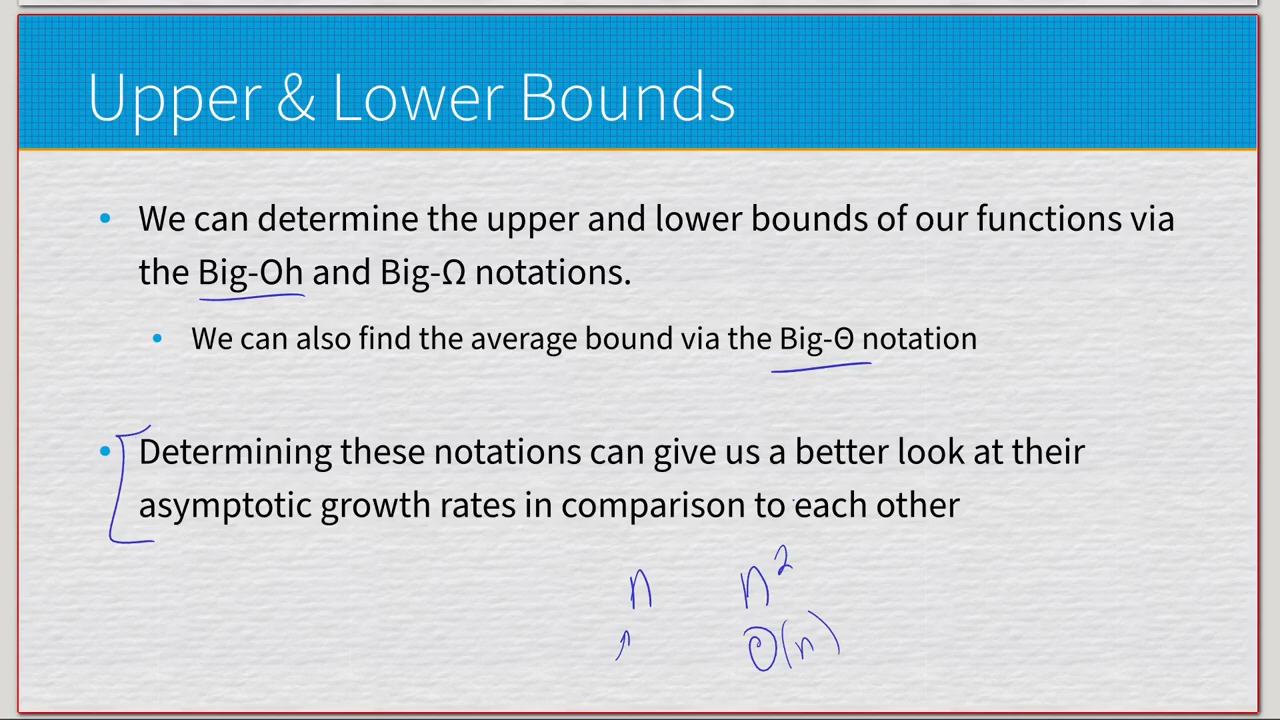 Upper & Lower Bounds
• We can determine the upper and lower bounds of our functions via
the Big-Oh and Big-Ω notations.
• We can also find the average bound via the Big-Θ notation
• Determining these notations can give us a better look at their
asymptotic growth rates in comparison to each other
n n²
↑ O(n)